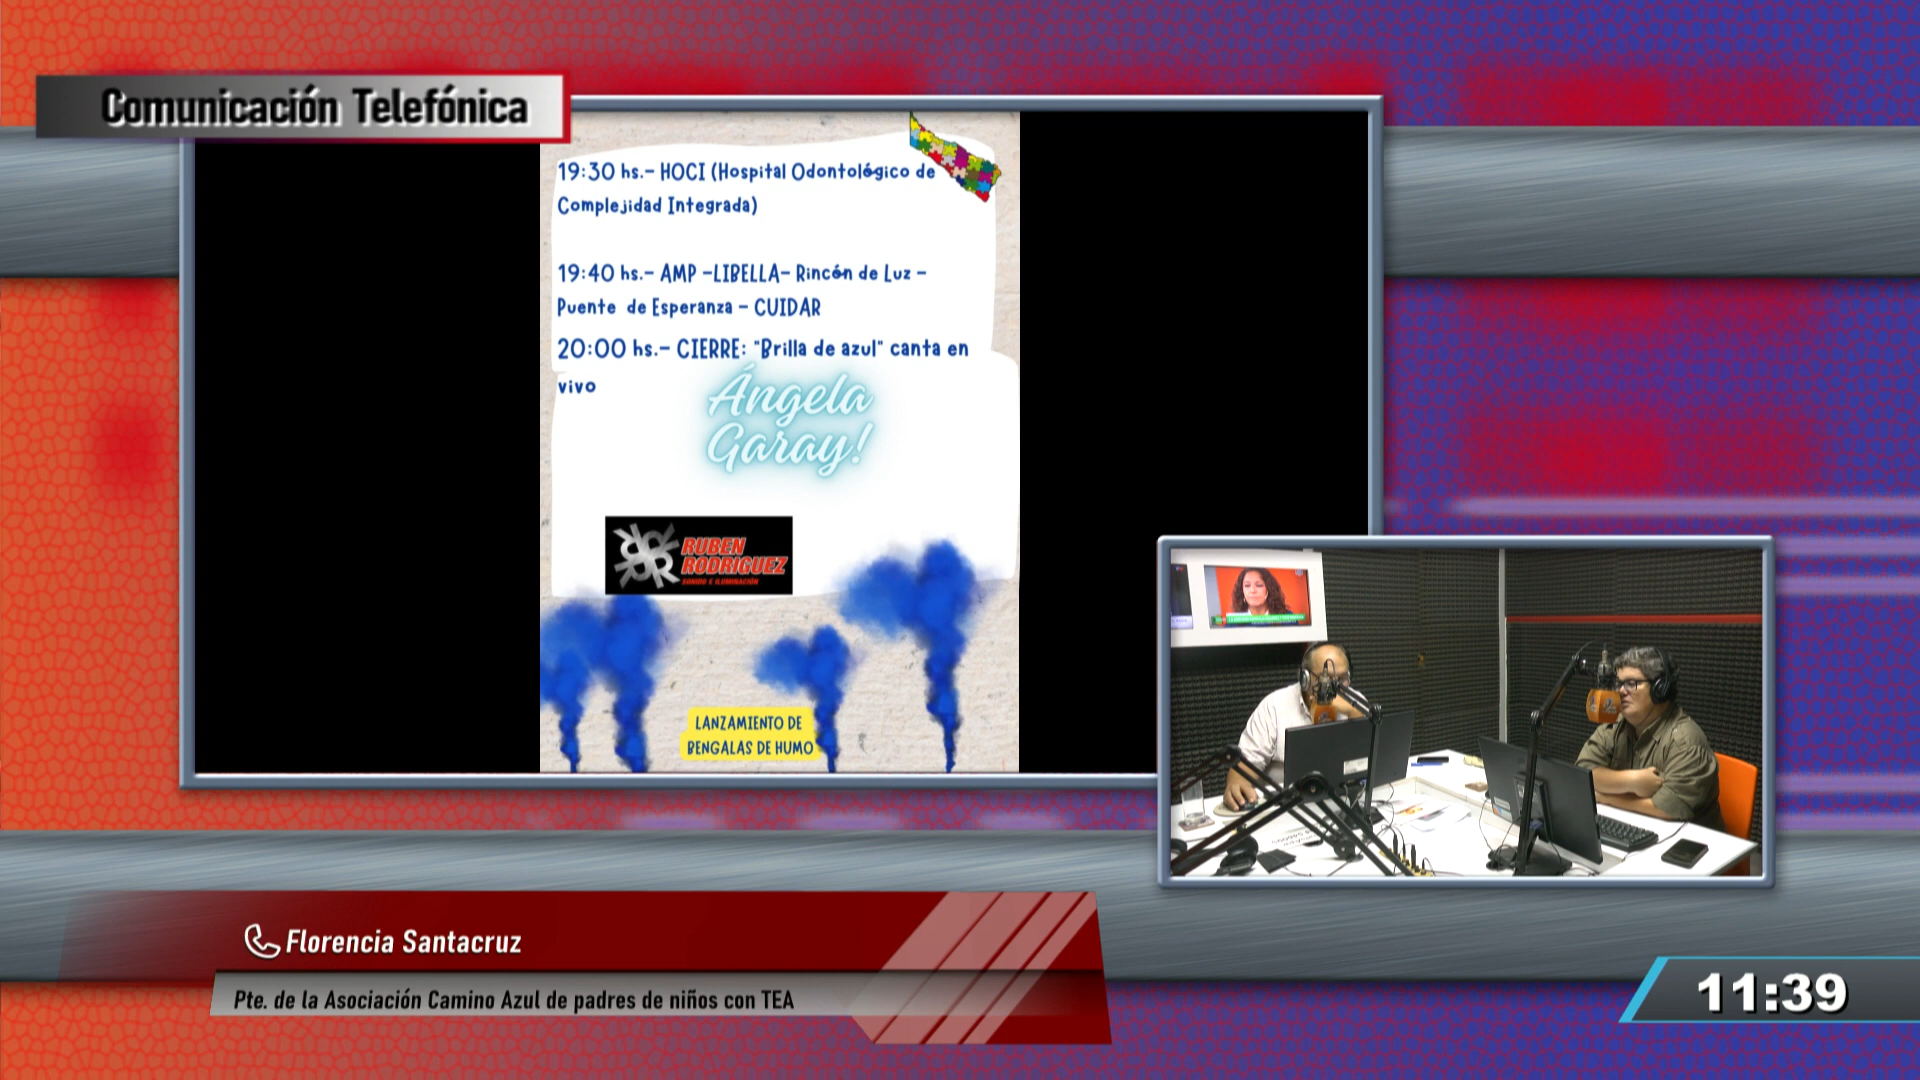 Comunicación Telefónica
19:30 hs.- HOCI (Hospital Odontológico de
Complejidad Integrada)
19:40 hs.- AMP -LIBELLA- Rincón de Luz -
Puente de Esperanza - CUIDAR
20:00 hs.- CIERRE: "Brilla de azul" canta en
vivo
Ángela
Garay!
RUBEN
RODRIGUEZ
SONIDO E ILUMINACIÓN
LANZAMIENTO DE
BENGALAS DE HUMO
Florencia Santacruz
Pte. de la Asociación Camino Azul de padres de niños con TEA
11:39